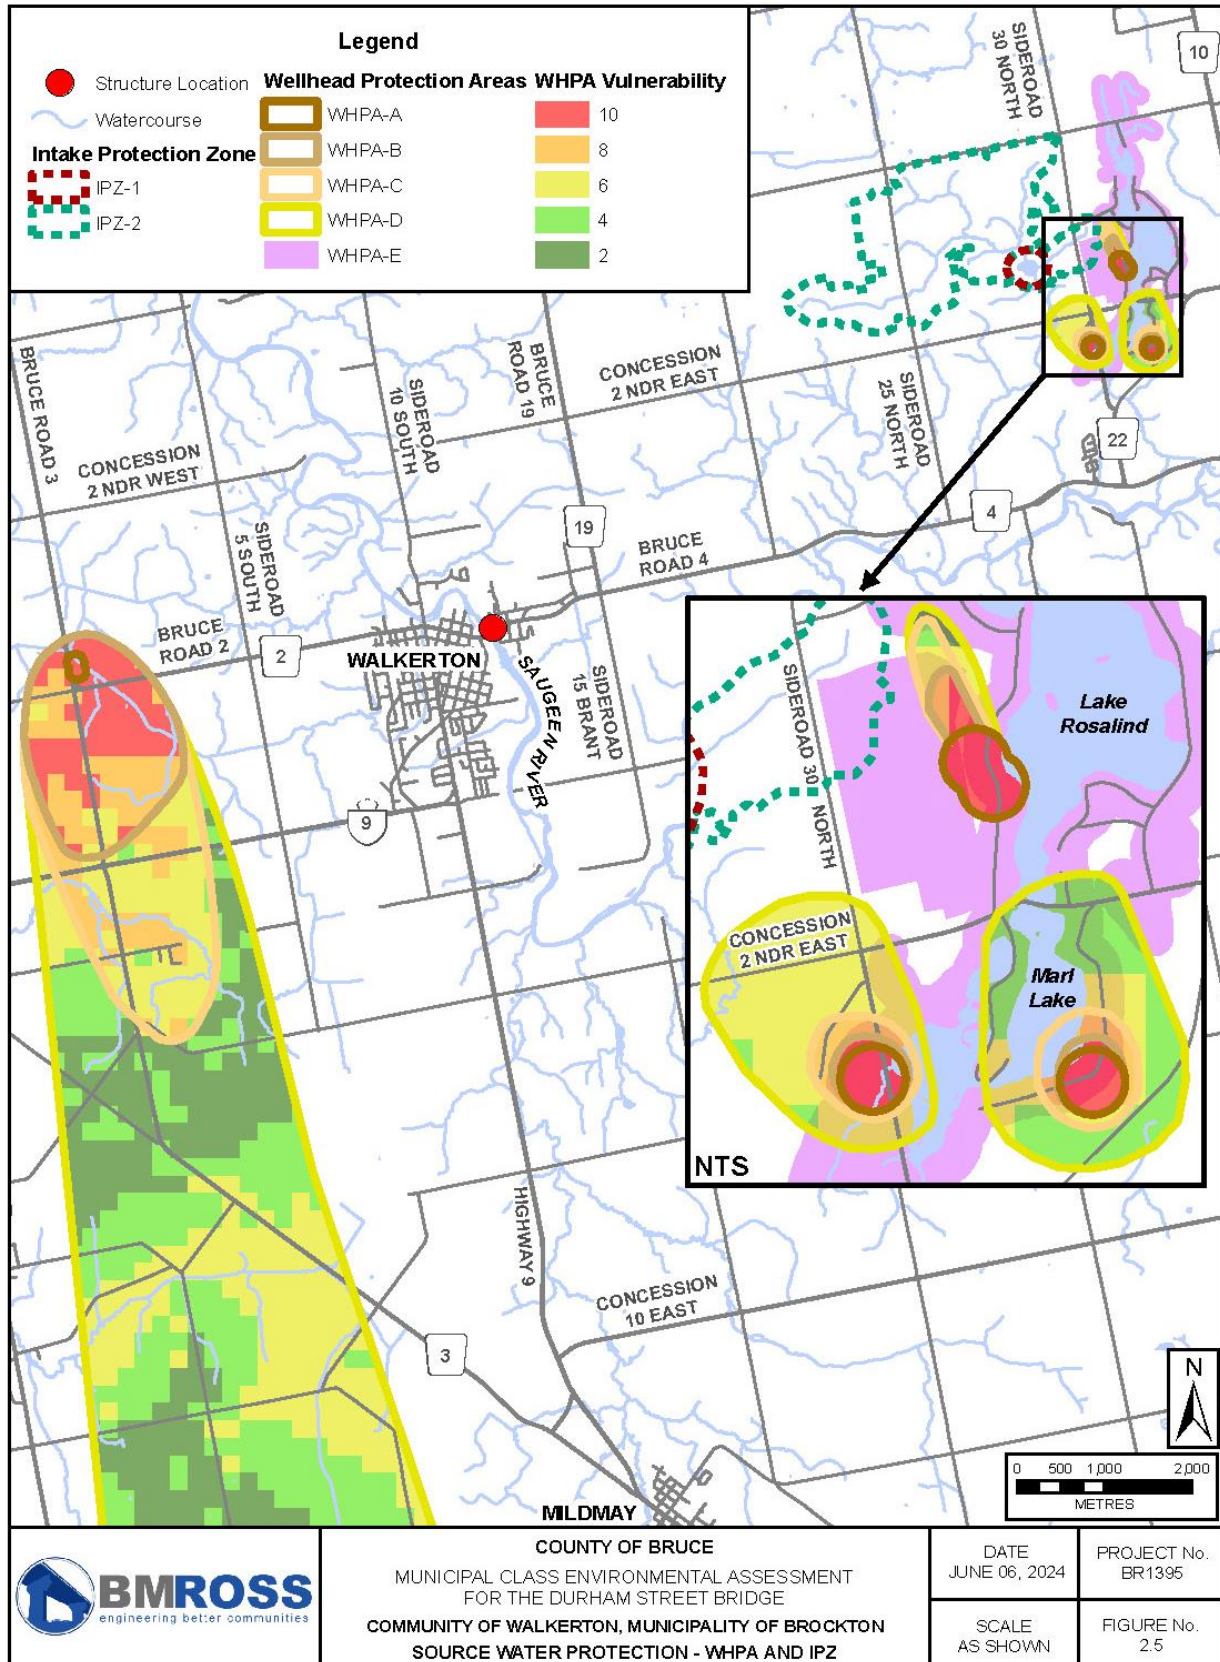 Legend
Structure Location
Watercourse
Intake Protection Zone
IPZ-1
IPZ-2
Wellhead Protection Areas
WHPA-A
WHPA-B
WHPA-C
WHPA-D
WHPA-E
WHPA Vulnerability
10
8
6
4
2
SIDEROAD
30 NORTH
10
BRUCE ROAD 3
CONCESSION
2 NDR WEST
SIDEROAD
5 SOUTH
SIDEROAD
10 SOUTH
BRUCE
ROAD 19
CONCESSION
2 NDR EAST
SIDEROAD
25 NORTH
22
4
19
BRUCE
ROAD 4
BRUCE
ROAD 2
2
WALKERTON
SAUGEEN RIVER
SIDEROAD
15 BRANT
9
SIDEROAD 30
NORTH
Lake
Rosalind
CONCESSION
2 NDR EAST
Marl
Lake
NTS
HIGHWAY 9
CONCESSION
10 EAST
3
MILDMAY
N
0 500 1,000 2,000
METRES
BMROSS
engineering better communities
COUNTY OF BRUCE
MUNICIPAL CLASS ENVIRONMENTAL ASSESSMENT
FOR THE DURHAM STREET BRIDGE
COMMUNITY OF WALKERTON, MUNICIPALITY OF BROCKTON
SOURCE WATER PROTECTION - WHPA AND IPZ
DATE
JUNE 06, 2024
PROJECT No.
BR1395
SCALE
AS SHOWN
FIGURE No.
2.5